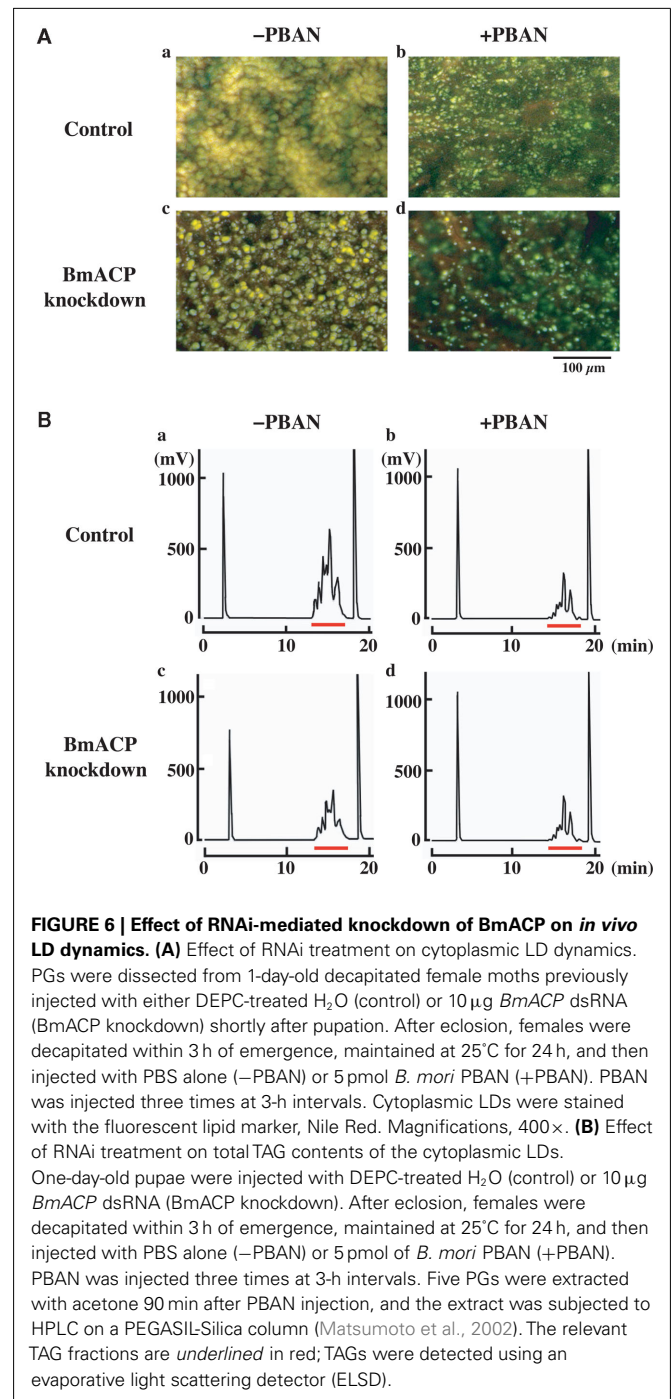 A
−PBAN +PBAN
a b
Control
c d
BmACP
knockdown
100 µm
B
−PBAN +PBAN
a b
(mV) (mV)
1000 1000
Control
500 500
0 0
0 10 20 0 10 20 (min)
c d
1000 1000
BmACP
knockdown
500 500
0 0
0 10 20 0 10 20 (min)
FIGURE 6 | Effect of RNAi-mediated knockdown of BmACP on in vivo
LD dynamics. (A) Effect of RNAi treatment on cytoplasmic LD dynamics.
PGs were dissected from 1-day-old decapitated female moths previously
injected with either DEPC-treated H₂O (control) or 10 µg BmACP dsRNA
(BmACP knockdown) shortly after pupation. After eclosion, females were
decapitated within 3 h of emergence, maintained at 25°C for 24 h, and then
injected with PBS alone (−PBAN) or 5 pmol B. mori PBAN (+PBAN). PBAN
was injected three times at 3-h intervals. Cytoplasmic LDs were stained
with the fluorescent lipid marker, Nile Red. Magnifications, 400×. (B) Effect
of RNAi treatment on total TAG contents of the cytoplasmic LDs.
One-day-old pupae were injected with DEPC-treated H₂O (control) or 10 µg
BmACP dsRNA (BmACP knockdown). After eclosion, females were
decapitated within 3 h of emergence, maintained at 25°C for 24 h, and then
injected with PBS alone (−PBAN) or 5 pmol of B. mori PBAN (+PBAN).
PBAN was injected three times at 3-h intervals. Five PGs were extracted
with acetone 90 min after PBAN injection, and the extract was subjected to
HPLC on a PEGASIL-Silica column (Matsumoto et al., 2002). The relevant
TAG fractions are underlined in red; TAGs were detected using an
evaporative light scattering detector (ELSD).